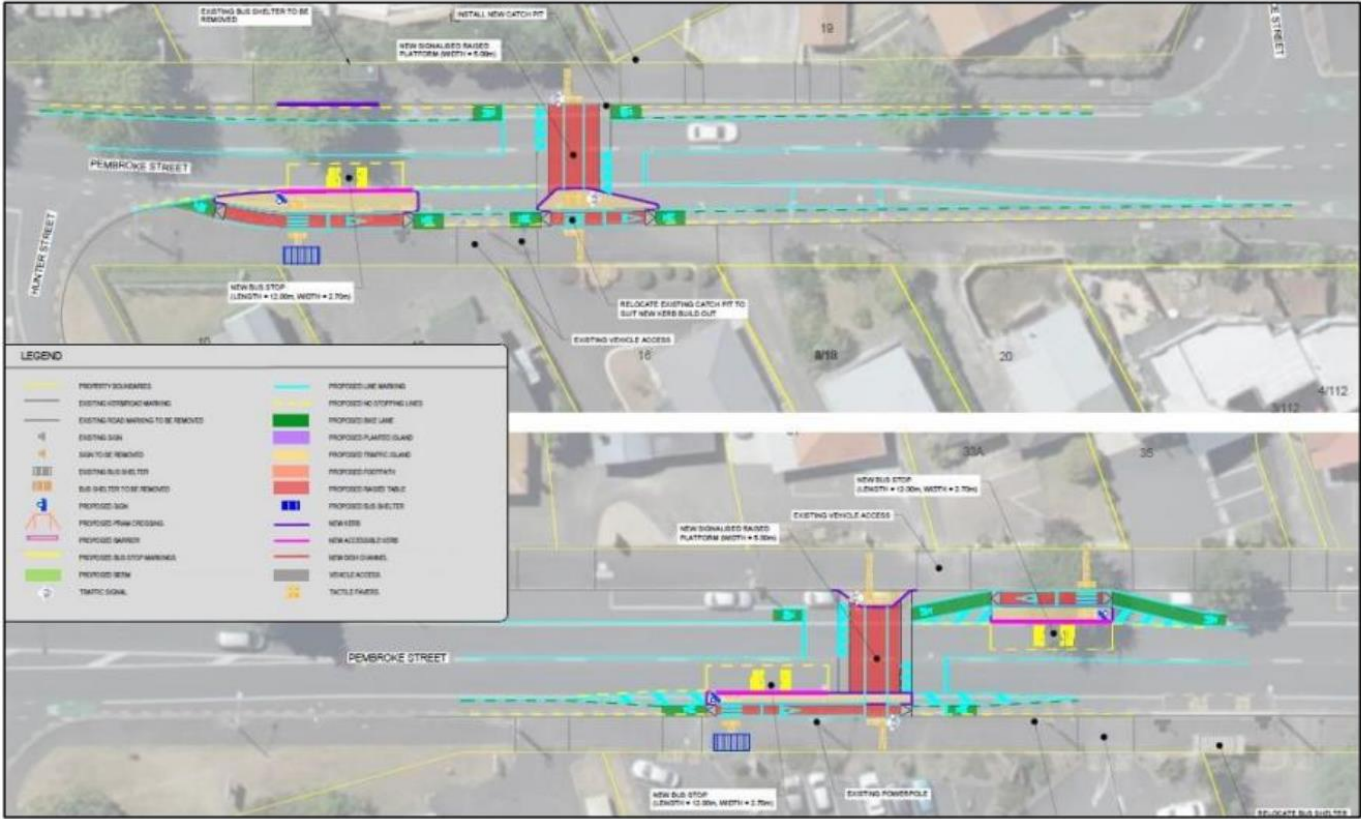 EXISTING BUS SHELTER TO BE
REMOVED
INSTALL NEW CATCH PIT
NEW SIGNALISED RAISED
PLATFORM (WIDTH = 5.00m)
19
PEMBROKE STREET
HUNTER STREET
NEW BUS STOP
(LENGTH = 12.00m, WIDTH = 2.70m)
RELOCATE EXISTING CATCH PIT TO
SUIT NEW KERB BUILD OUT
EXISTING VEHICLE ACCESS
10
16
8/18
20
3/112
4/112
LEGEND
PROPERTY BOUNDARIES
EXISTING KERB/ROAD MARKING
EXISTING ROAD MARKING TO BE REMOVED
EXISTING SIGN
SIGN TO BE REMOVED
EXISTING BUS SHELTER
BUS SHELTER TO BE REMOVED
PROPOSED SIGN
PROPOSED PRAM CROSSING
PROPOSED BARRIER
PROPOSED BUS STOP MARKINGS
PROPOSED BERM
TRAFFIC SIGNAL
PROPOSED LINE MARKING
PROPOSED NO STOPPING LINES
PROPOSED BIKE LANE
PROPOSED PLANTED ISLAND
PROPOSED TRAFFIC ISLAND
PROPOSED FOOTPATH
PROPOSED RAISED TABLE
PROPOSED BUS SHELTER
NEW KERB
NEW ACCESSIBLE KERB
NEW DISH CHANNEL
VEHICLE ACCESS
TACTILE PAVERS
33A
35
NEW BUS STOP
(LENGTH = 12.00m, WIDTH = 2.70m)
EXISTING VEHICLE ACCESS
NEW SIGNALISED RAISED
PLATFORM (WIDTH = 5.00m)
PEMBROKE STREET
NEW BUS STOP
(LENGTH = 12.00m, WIDTH = 2.70m)
EXISTING POWERPOLE
RELOCATE BUS SHELTER